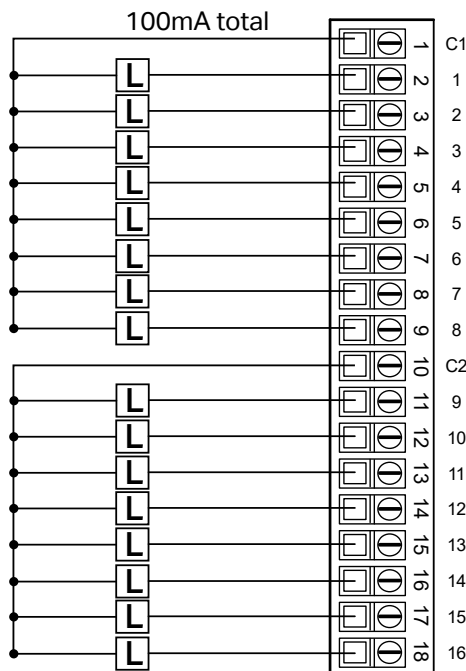 100mA total
1 C1
L 2 1
L 3 2
L 4 3
L 5 4
L 6 5
L 7 6
L 8 7
L 9 8
10 C2
L 11 9
L 12 10
L 13 11
L 14 12
L 15 13
L 16 14
L 17 15
L 18 16